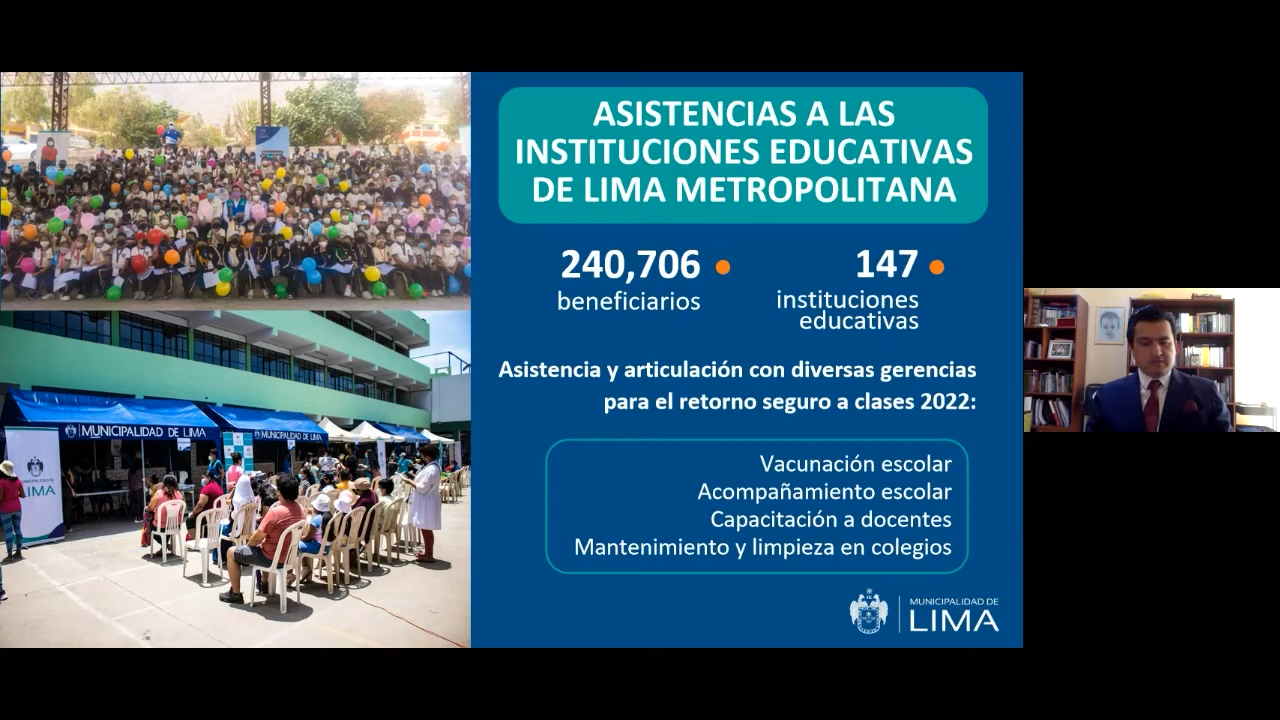 ASISTENCIAS A LAS
INSTITUCIONES EDUCATIVAS
DE LIMA METROPOLITANA
240,706
beneficiarios
147
instituciones
educativas
Asistencia y articulación con diversas gerencias
para el retorno seguro a clases 2022:
Vacunación escolar
Acompañamiento escolar
Capacitación a docentes
Mantenimiento y limpieza en colegios
MUNICIPALIDAD DE
LIMA
MUNICIPALIDAD DE LIMA
MUNICIPALIDAD DE LIMA
LIMA